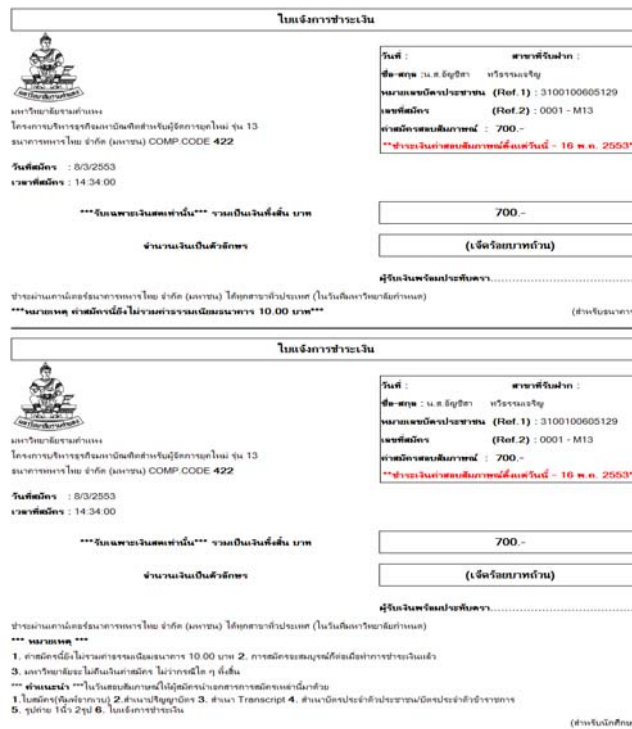 ใบแจ้งการชำระเงิน
วันที่ : สาขาที่รับฝาก :
ชื่อ-สกุล : น.ส.อัญชิสา ทวีธรรมเจริญ
หมายเลขบัตรประชาชน (Ref.1) : 3100100605129
เลขที่สมัคร (Ref.2) : 0001 - M13
ค่าสมัครสอบสัมภาษณ์ : 700.-
**ชำระเงินค่าสอบสัมภาษณ์ตั้งแต่วันนี้ - 16 พ.ค. 2553*
มหาวิทยาลัยรามคำแหง
โครงการบริหารธุรกิจมหาบัณฑิตสำหรับผู้จัดการยุคใหม่ รุ่น 13
ธนาคารทหารไทย จำกัด (มหาชน) COMP.CODE 422
วันที่สมัคร : 8/3/2553
เวลาที่สมัคร : 14:34:00
***รับเฉพาะเงินสดเท่านั้น*** รวมเป็นเงินทั้งสิ้น บาท 700.-
จำนวนเงินเป็นตัวอักษร (เจ็ดร้อยบาทถ้วน)
ผู้รับเงินพร้อมประทับตรา
ชำระผ่านเคาน์เตอร์ธนาคารทหารไทย จำกัด (มหาชน) ได้ทุกสาขาทั่วประเทศ (ในวันที่มหาวิทยาลัยกำหนด)
***หมายเหตุ ค่าสมัครนี้ยังไม่รวมค่าธรรมเนียมธนาคาร 10.00 บาท*** (สำหรับธนาคาร
ใบแจ้งการชำระเงิน
วันที่ : สาขาที่รับฝาก :
ชื่อ-สกุล : น.ส.อัญชิสา ทวีธรรมเจริญ
หมายเลขบัตรประชาชน (Ref.1) : 3100100605129
เลขที่สมัคร (Ref.2) : 0001 - M13
ค่าสมัครสอบสัมภาษณ์ : 700.-
**ชำระเงินค่าสอบสัมภาษณ์ตั้งแต่วันนี้ - 16 พ.ค. 2553*
มหาวิทยาลัยรามคำแหง
โครงการบริหารธุรกิจมหาบัณฑิตสำหรับผู้จัดการยุคใหม่ รุ่น 13
ธนาคารทหารไทย จำกัด (มหาชน) COMP.CODE 422
วันที่สมัคร : 8/3/2553
เวลาที่สมัคร : 14:34:00
***รับเฉพาะเงินสดเท่านั้น*** รวมเป็นเงินทั้งสิ้น บาท 700.-
จำนวนเงินเป็นตัวอักษร (เจ็ดร้อยบาทถ้วน)
ผู้รับเงินพร้อมประทับตรา
ชำระผ่านเคาน์เตอร์ธนาคารทหารไทย จำกัด (มหาชน) ได้ทุกสาขาทั่วประเทศ (ในวันที่มหาวิทยาลัยกำหนด)
*** หมายเหตุ ***
1. ค่าสมัครนี้ยังไม่รวมค่าธรรมเนียมธนาคาร 10.00 บาท 2. การสมัครจะสมบูรณ์ก็ต่อเมื่อทำการชำระเงินแล้ว
3. มหาวิทยาลัยจะไม่คืนเงินค่าสมัคร ไม่ว่ากรณีใด ๆ ทั้งสิ้น
*** คำแนะนำ ***ในวันสอบสัมภาษณ์ให้ผู้สมัครนำเอกสารการสมัครเหล่านี้มาด้วย
1.ใบสมัคร(พิมพ์จากเวบ) 2.สำเนาปริญญาบัตร 3. สำเนา Transcript 4. สำเนาบัตรประจำตัวประชาชน/บัตรประจำตัวข้าราชการ
5. รูปถ่าย 1นิ้ว 2รูป 6. ใบแจ้งการชำระเงิน
(สำหรับนักศึกษ